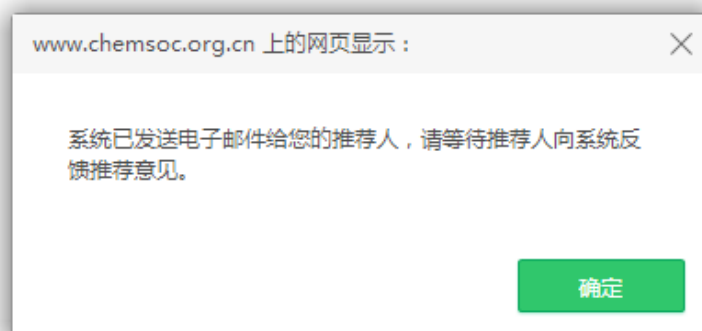 www.chemsoc.org.cn 上的网页显示：
系统已发送电子邮件给您的推荐人，请等待推荐人向系统反
馈推荐意见。
确定